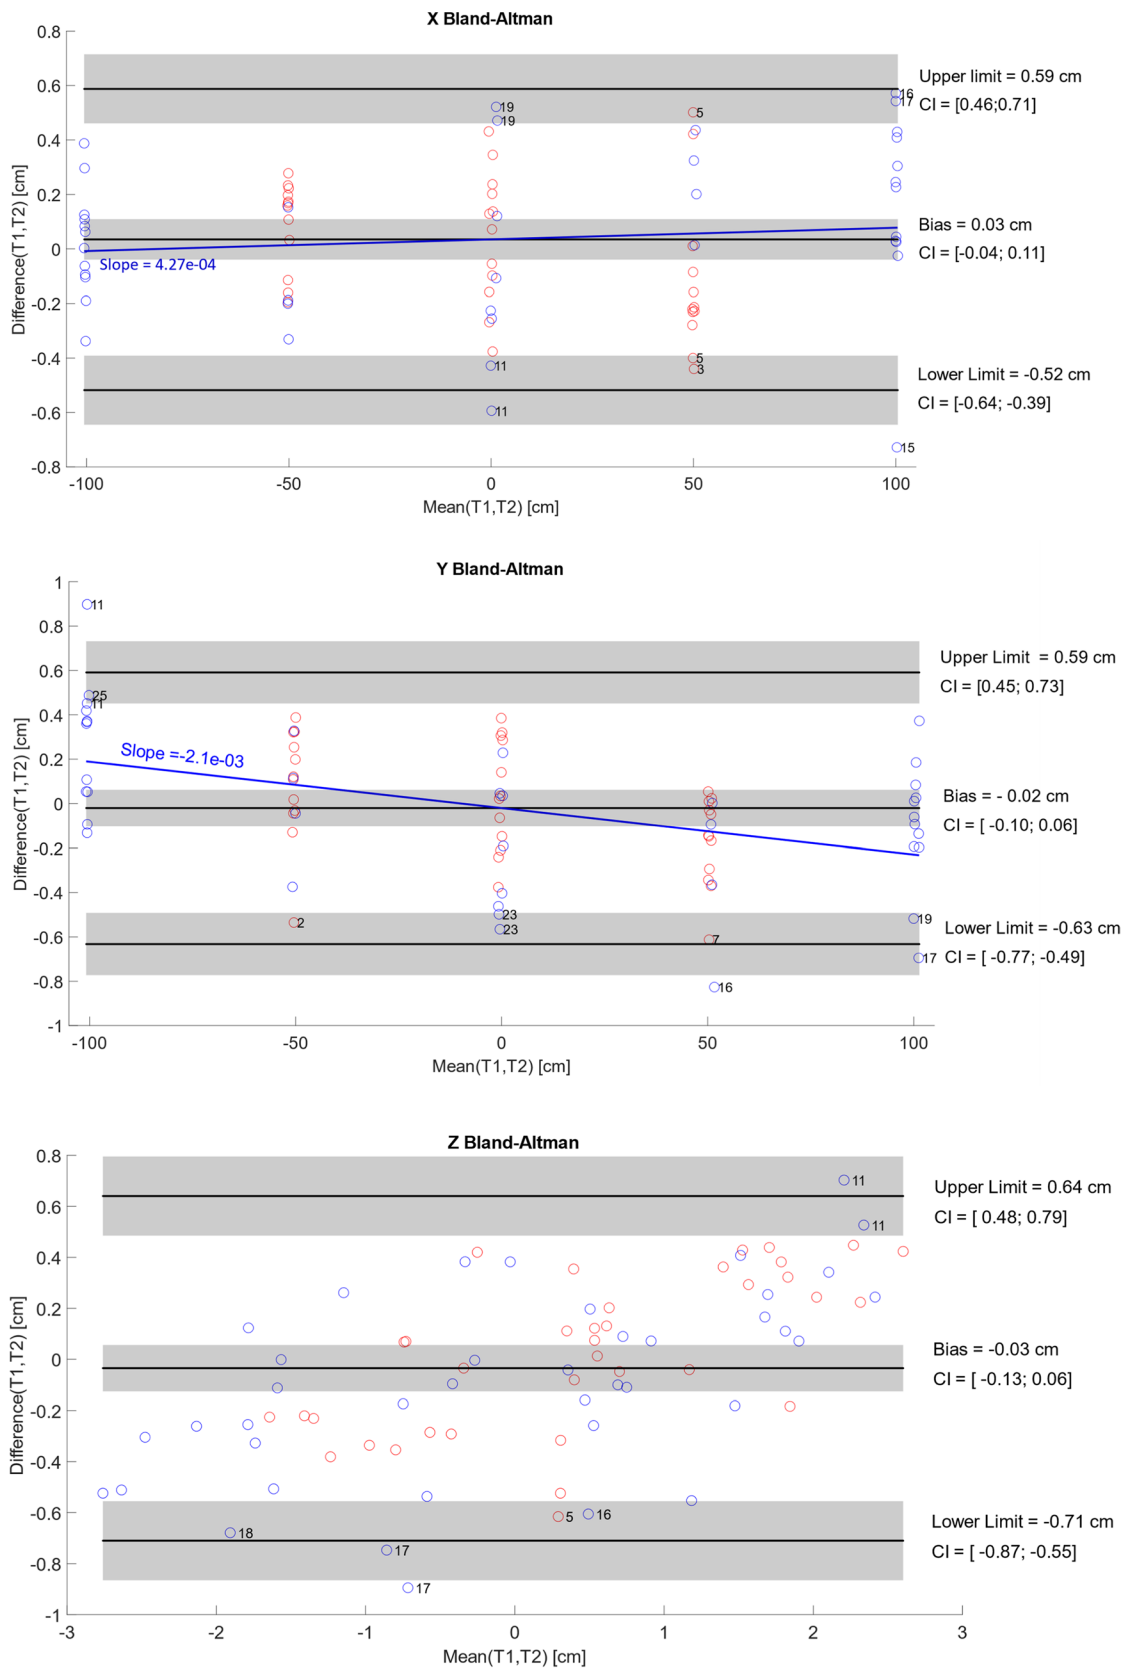 X Bland-Altman
0.8
0.6
0.4
0.2
0
-0.2
-0.4
-0.6
-0.8
Difference(T1,T2) [cm]
Slope = 4.27e-04
19
19
11
11
5
5
3
16
17
15
Upper limit = 0.59 cm
CI = [0.46;0.71]
Bias = 0.03 cm
CI = [-0.04; 0.11]
Lower Limit = -0.52 cm
CI = [-0.64; -0.39]
-100
-50
0
50
100
Mean(T1,T2) [cm]
Y Bland-Altman
1
0.8
0.6
0.4
0.2
0
-0.2
-0.4
-0.6
-0.8
-1
Difference(T1,T2) [cm]
11
25
11
Slope =-2.1e-03
2
23
23
7
16
19
17
Upper Limit = 0.59 cm
CI = [0.45; 0.73]
Bias = - 0.02 cm
CI = [ -0.10; 0.06]
Lower Limit = -0.63 cm
CI = [ -0.77; -0.49]
-100
-50
0
50
100
Mean(T1,T2) [cm]
Z Bland-Altman
0.8
0.6
0.4
0.2
0
-0.2
-0.4
-0.6
-0.8
-1
Difference(T1,T2) [cm]
11
11
18
17
17
5
16
Upper Limit = 0.64 cm
CI = [ 0.48; 0.79]
Bias = -0.03 cm
CI = [ -0.13; 0.06]
Lower Limit = -0.71 cm
CI = [ -0.87; -0.55]
-3
-2
-1
0
1
2
3
Mean(T1,T2) [cm]